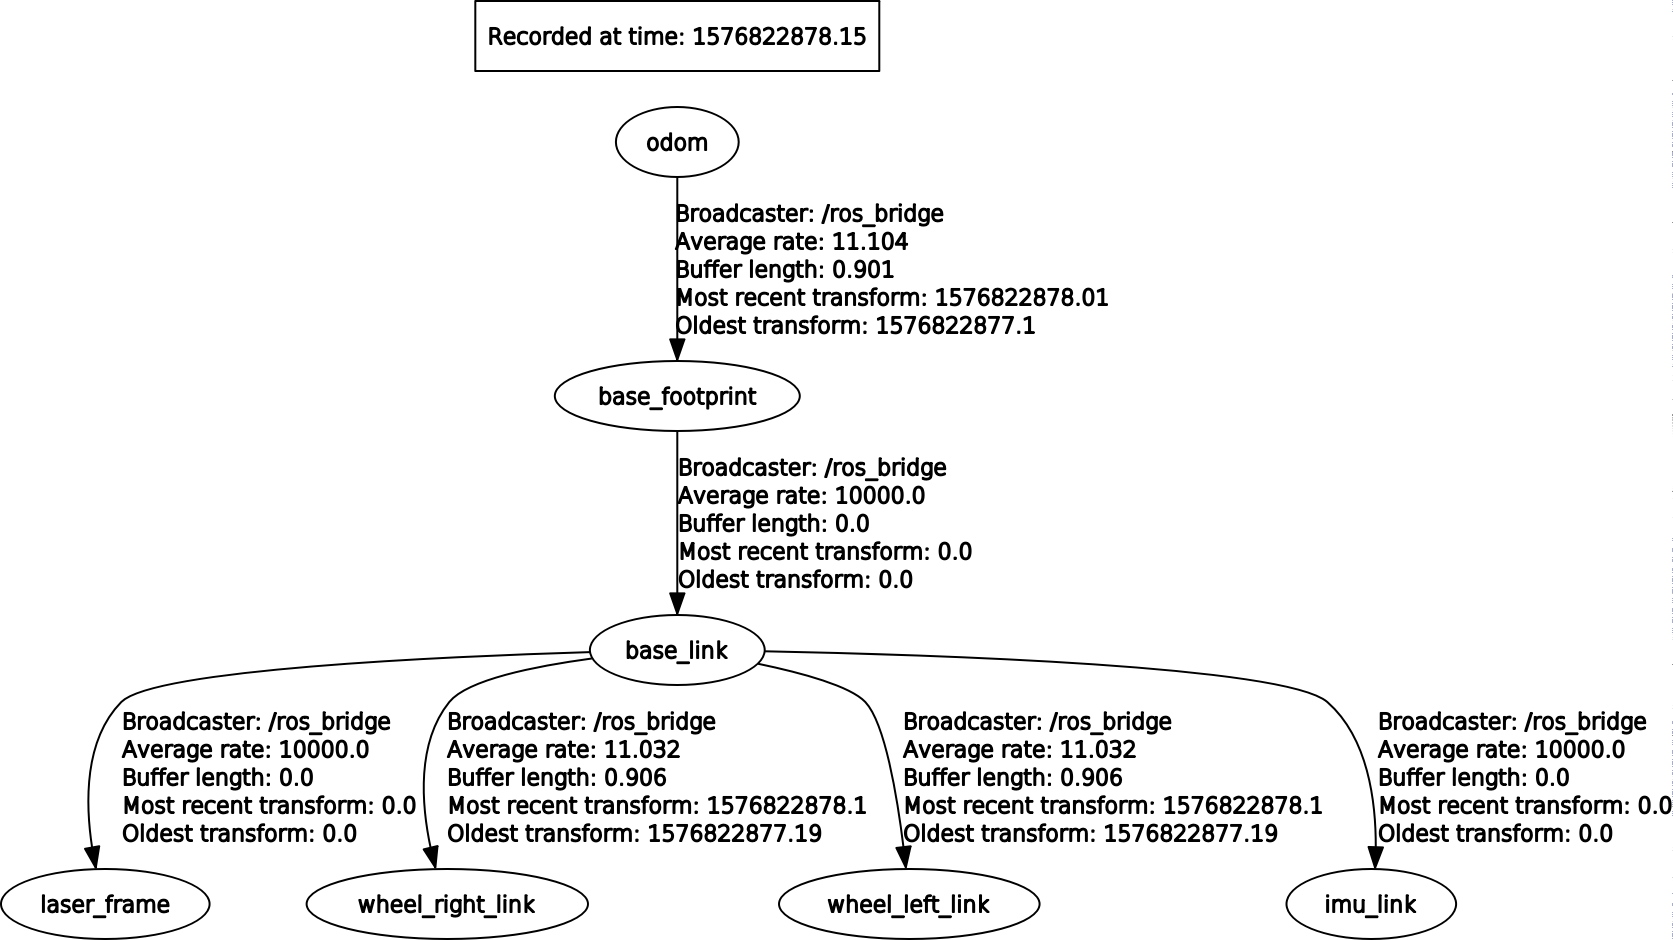 Recorded at time: 1576822878.15
odom
Broadcaster: /ros_bridge
Average rate: 11.104
Buffer length: 0.901
Most recent transform: 1576822878.01
Oldest transform: 1576822877.1
base_footprint
Broadcaster: /ros_bridge
Average rate: 10000.0
Buffer length: 0.0
Most recent transform: 0.0
Oldest transform: 0.0
base_link
Broadcaster: /ros_bridge
Average rate: 10000.0
Buffer length: 0.0
Most recent transform: 0.0
Oldest transform: 0.0
Broadcaster: /ros_bridge
Average rate: 11.032
Buffer length: 0.906
Most recent transform: 1576822878.1
Oldest transform: 1576822877.19
Broadcaster: /ros_bridge
Average rate: 11.032
Buffer length: 0.906
Most recent transform: 1576822878.1
Oldest transform: 1576822877.19
Broadcaster: /ros_bridge
Average rate: 10000.0
Buffer length: 0.0
Most recent transform: 0.0
Oldest transform: 0.0
laser_frame
wheel_right_link
wheel_left_link
imu_link